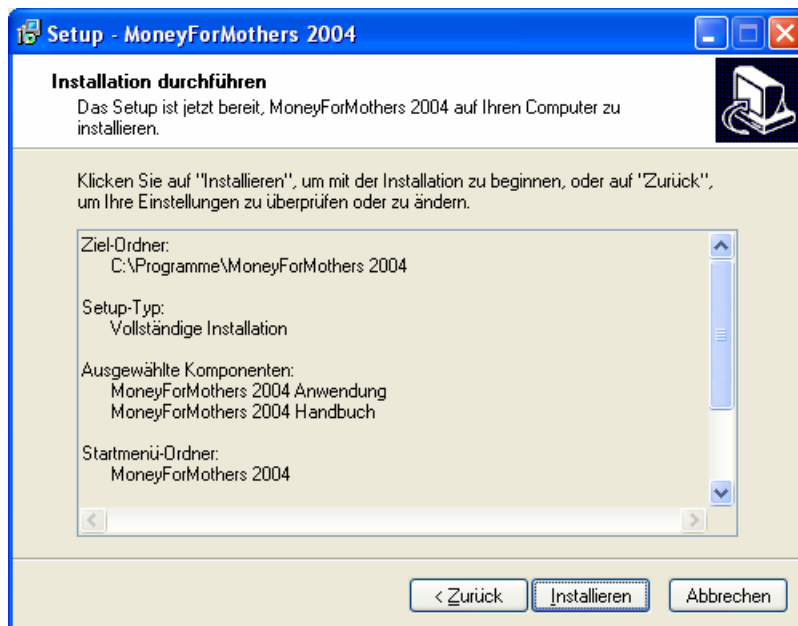 Setup - MoneyForMothers 2004
Installation durchführen
Das Setup ist jetzt bereit, MoneyForMothers 2004 auf Ihren Computer zu
installieren.
Klicken Sie auf "Installieren", um mit der Installation zu beginnen, oder auf "Zurück",
um Ihre Einstellungen zu überprüfen oder zu ändern.
Ziel-Ordner:
C:\Programme\MoneyForMothers 2004
Setup-Typ:
Vollständige Installation
Ausgewählte Komponenten:
MoneyForMothers 2004 Anwendung
MoneyForMothers 2004 Handbuch
Startmenü-Ordner:
MoneyForMothers 2004
< Zurück Installieren Abbrechen